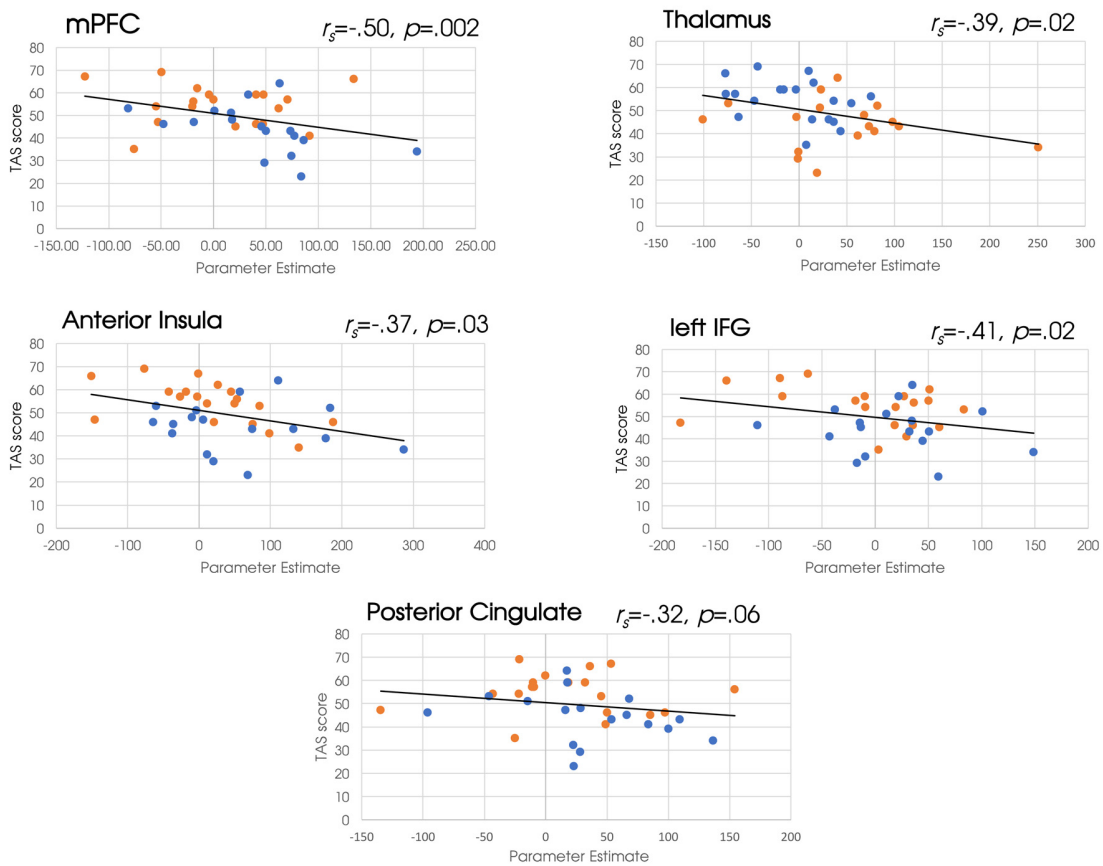 mPFC
rs=-.50, p=.002
80
70
60
50
40
30
20
10
0
TAS score
-150.00 -100.00 -50.00 0.00 50.00 100.00 150.00 200.00 250.00
Parameter Estimate
Thalamus
rs=-.39, p=.02
80
70
60
50
40
30
20
10
0
TAS score
-150 -100 -50 0 50 100 150 200 250 300
Parameter Estimate
Anterior Insula
rs=-.37, p=.03
80
70
60
50
40
30
20
10
0
TAS score
-200 -100 0 100 200 300 400
Parameter Estimate
left IFG
rs=-.41, p=.02
80
70
60
50
40
30
20
10
0
TAS score
-200 -150 -100 -50 0 50 100 150 200
Parameter Estimate
Posterior Cingulate
rs=-.32, p=.06
80
70
60
50
40
30
20
10
0
TAS score
-150 -100 -50 0 50 100 150 200
Parameter Estimate